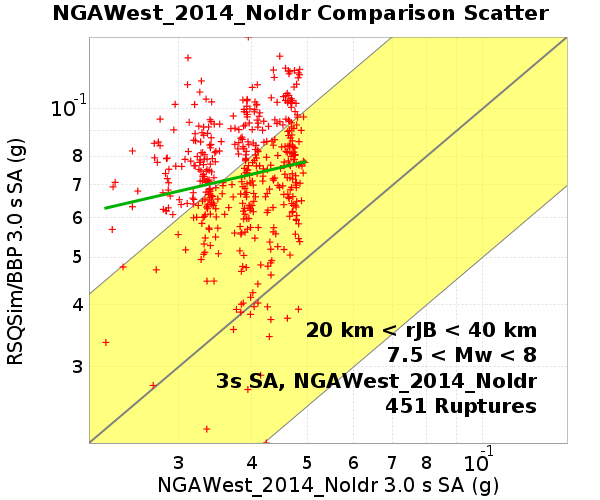 NGAWest_2014_NoIdr Comparison Scatter
RSQSim/BBP 3.0 s SA (g)
10⁻¹
8
7
6
5
4
3
20 km < rJB < 40 km
7.5 < Mw < 8
3s SA, NGAWest_2014_NoIdr
451 Ruptures
3 4 5 6 7 8 10⁻¹
NGAWest_2014_NoIdr 3.0 s SA (g)